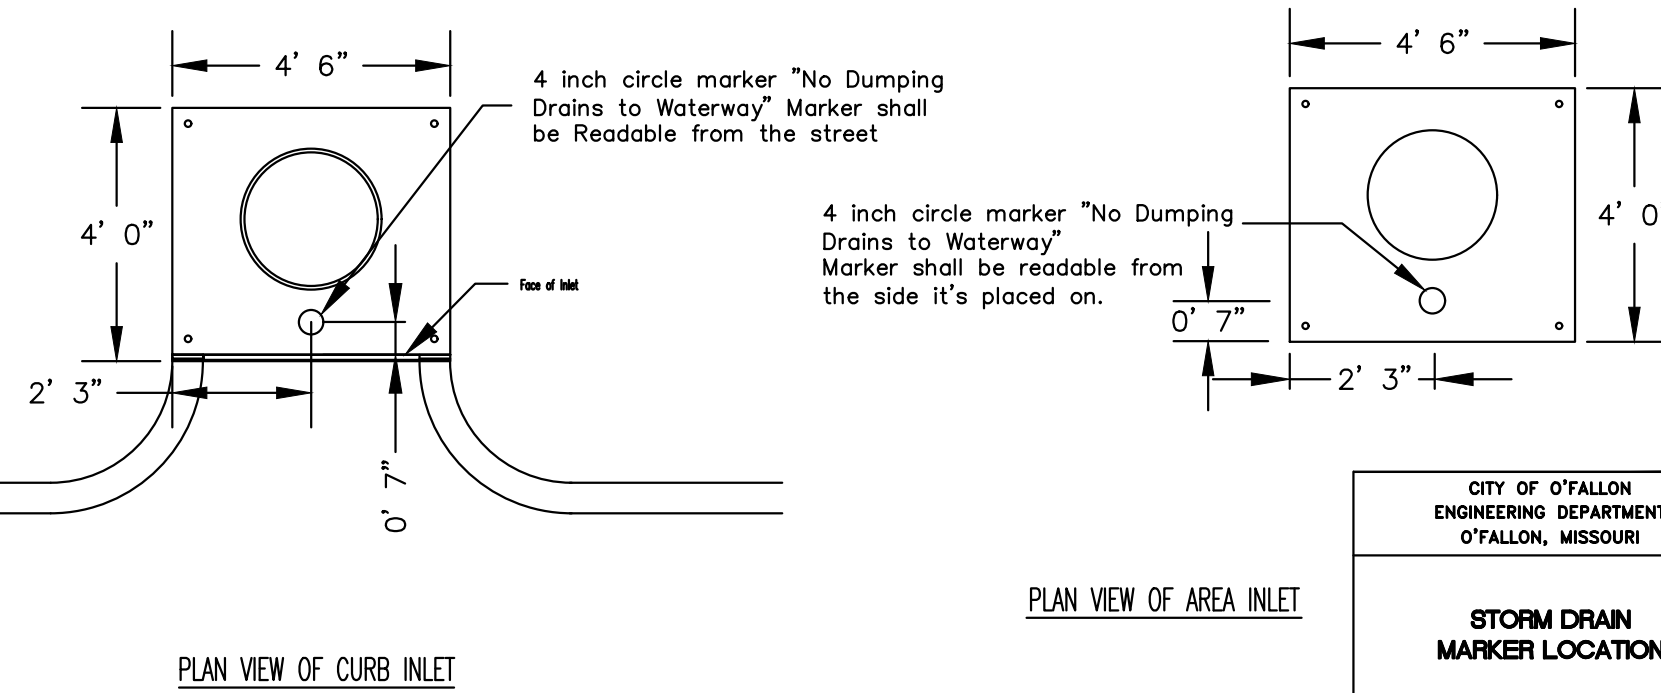 4' 6"
4 inch circle marker "No Dumping
Drains to Waterway" Marker shall
be Readable from the street
4' 0"
Face of Inlet
2' 3"
0' 7"
PLAN VIEW OF CURB INLET
4' 6"
4 inch circle marker "No Dumping
Drains to Waterway"
Marker shall be readable from
the side it's placed on.
4' 0
0' 7"
2' 3"
PLAN VIEW OF AREA INLET
CITY OF O'FALLON
ENGINEERING DEPARTMENT
O'FALLON, MISSOURI
STORM DRAIN
MARKER LOCATION